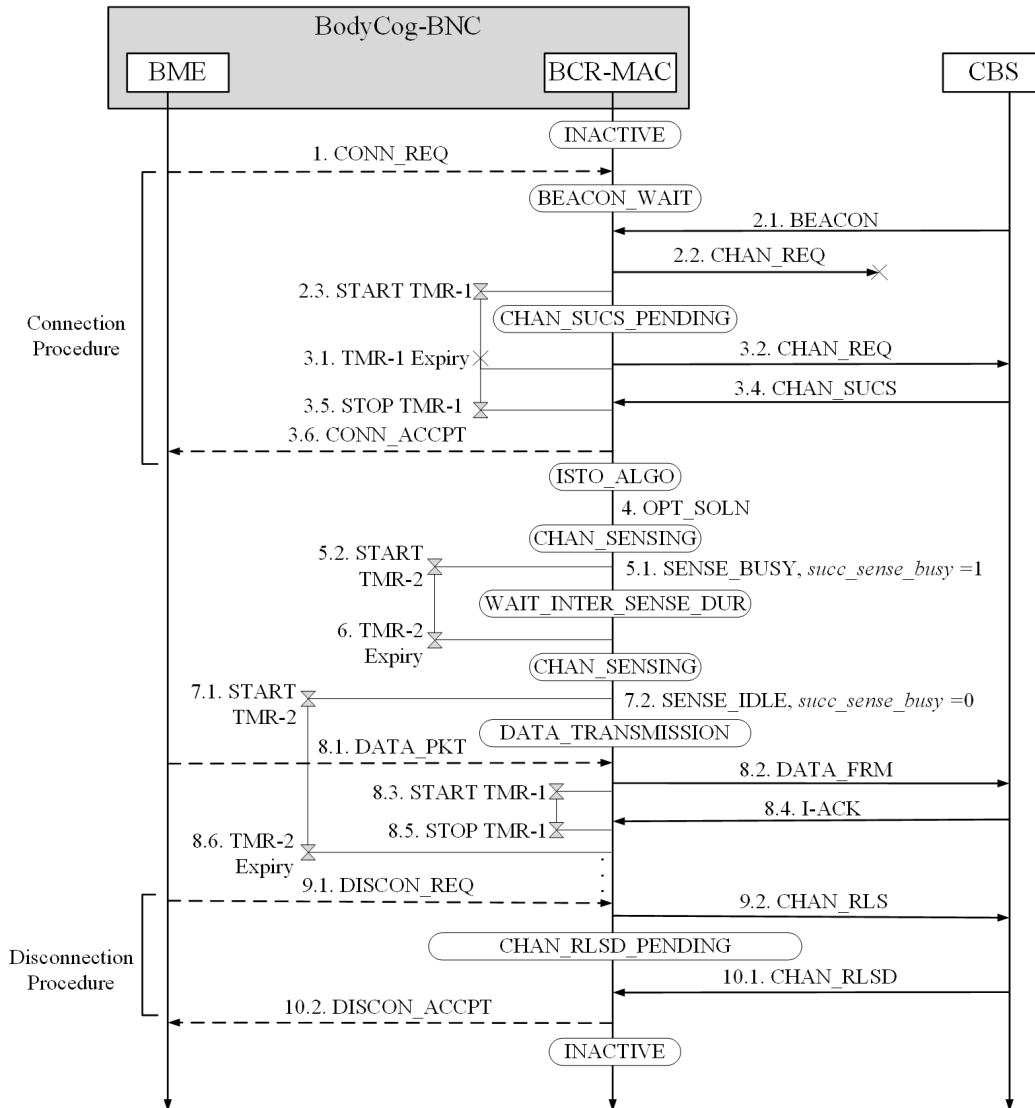 BodyCog-BNC
BME
BCR-MAC
CBS
INACTIVE
1. CONN_REQ
BEACON_WAIT
2.1. BEACON
2.2. CHAN_REQ
2.3. START TMR-1
CHAN_SUCS_PENDING
Connection
Procedure
3.1. TMR-1 Expiry
3.2. CHAN_REQ
3.4. CHAN_SUCS
3.5. STOP TMR-1
3.6. CONN_ACCPT
ISTO_ALGO
4. OPT_SOLN
CHAN_SENSING
5.2. START
TMR-2
5.1. SENSE_BUSY, succ_sense_busy =1
WAIT_INTER_SENSE_DUR
6. TMR-2
Expiry
CHAN_SENSING
7.1. START
TMR-2
7.2. SENSE_IDLE, succ_sense_busy =0
DATA_TRANSMISSION
8.1. DATA_PKT
8.2. DATA_FRM
8.3. START TMR-1
8.4. I-ACK
8.5. STOP TMR-1
8.6. TMR-2
Expiry
9.1. DISCON_REQ
9.2. CHAN_RLS
CHAN_RLSD_PENDING
Disconnection
Procedure
10.1. CHAN_RLSD
10.2. DISCON_ACCPT
INACTIVE